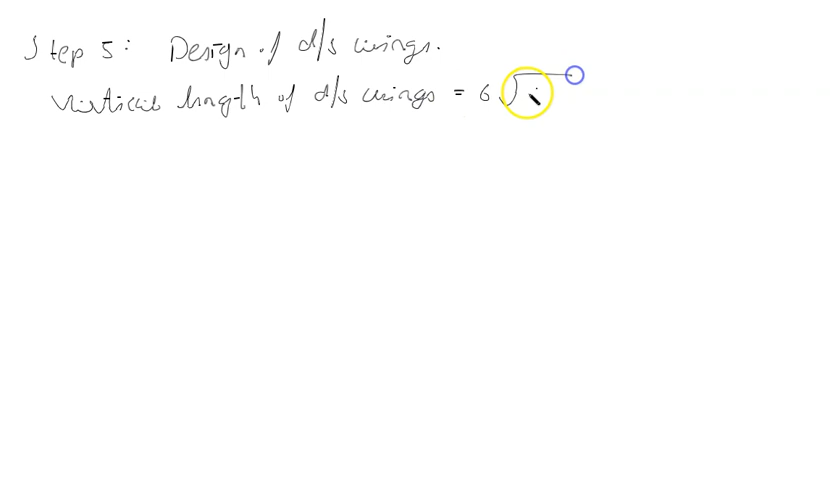 Step 5: Design of d/s wings.
Vertical length of d/s wings = 6 √